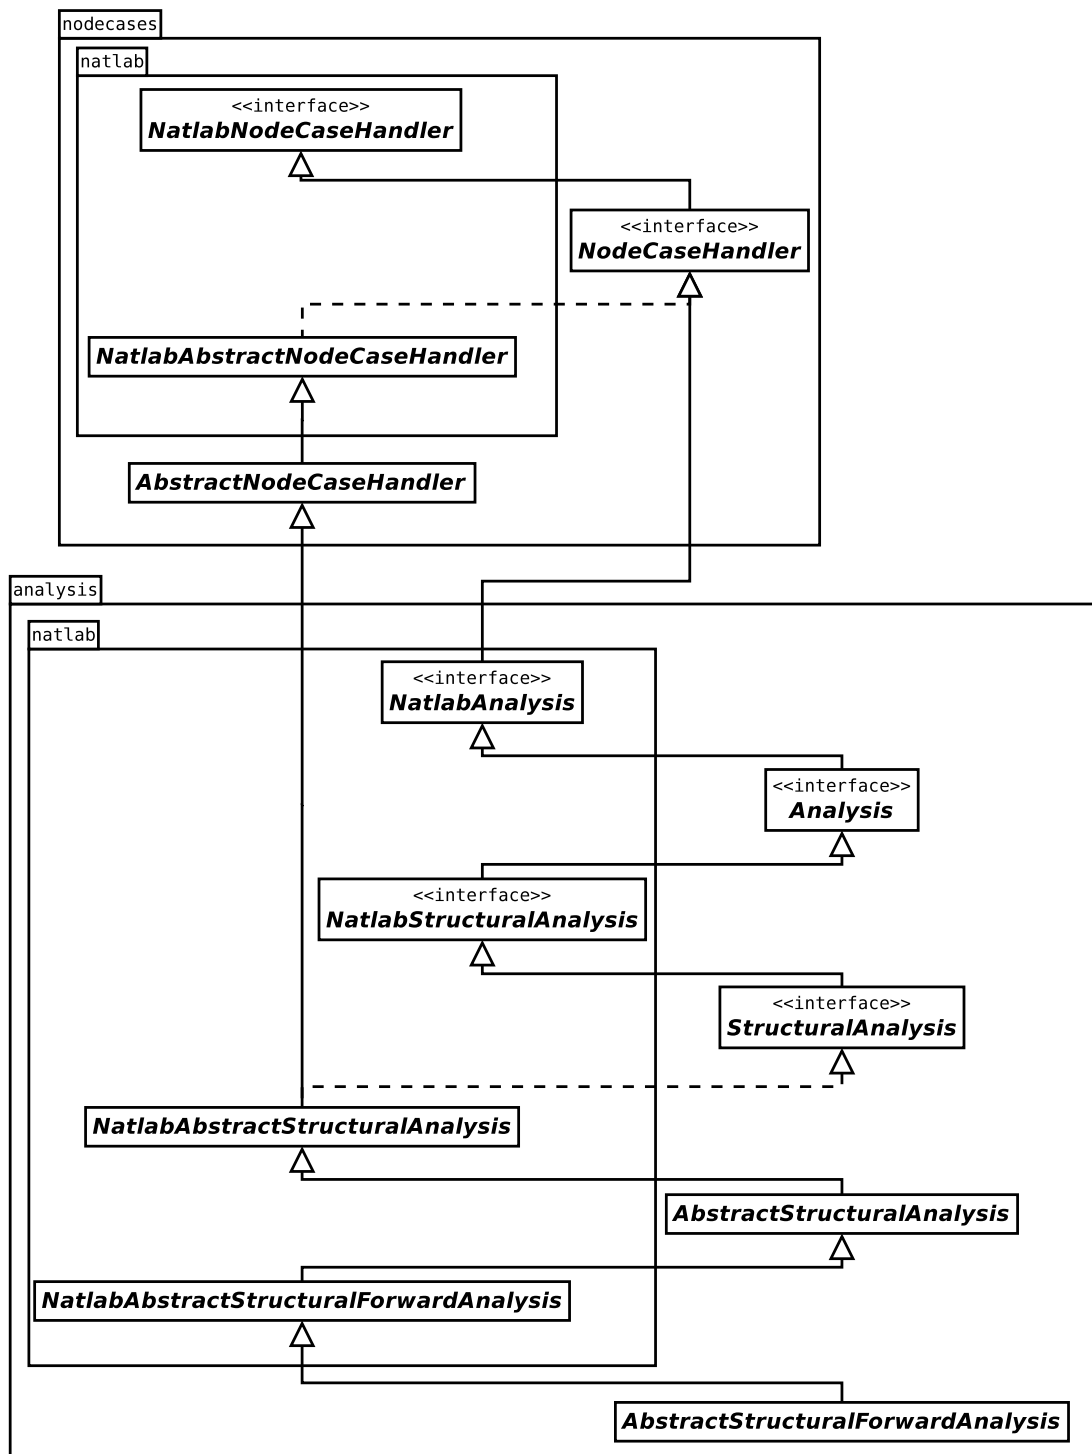 nodecases
natlab
<<interface>>
NatlabNodeCaseHandler
<<interface>>
NodeCaseHandler
NatlabAbstractNodeCaseHandler
AbstractNodeCaseHandler
analysis
natlab
<<interface>>
NatlabAnalysis
<<interface>>
Analysis
<<interface>>
NatlabStructuralAnalysis
<<interface>>
StructuralAnalysis
NatlabAbstractStructuralAnalysis
AbstractStructuralAnalysis
NatlabAbstractStructuralForwardAnalysis
AbstractStructuralForwardAnalysis